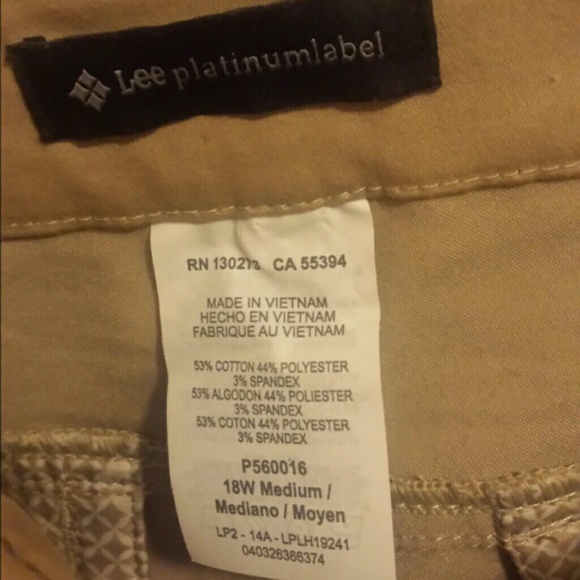 Lee platinumlabel
RN 130273 CA 55394
MADE IN VIETNAM
HECHO EN VIETNAM
FABRIQUE AU VIETNAM
53% COTTON 44% POLYESTER
3% SPANDEX
53% ALGODON 44% POLIESTER
3% SPANDEX
53% COTON 44% POLYESTER
3% SPANDEX
P560016
18W Medium /
Mediano / Moyen
LP2 - 14A - LPLH19241
040326366374